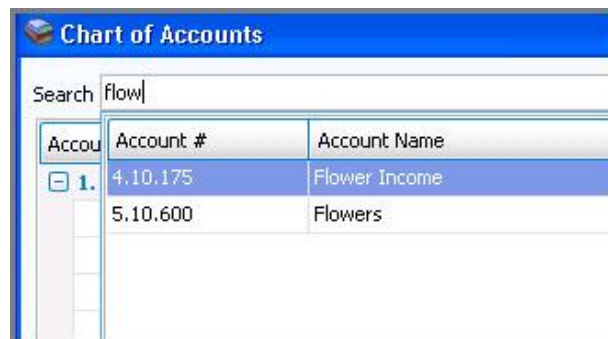 Chart of Accounts
Search flow
Accou
Account # Account Name
1. 4.10.175 Flower Income
5.10.600 Flowers